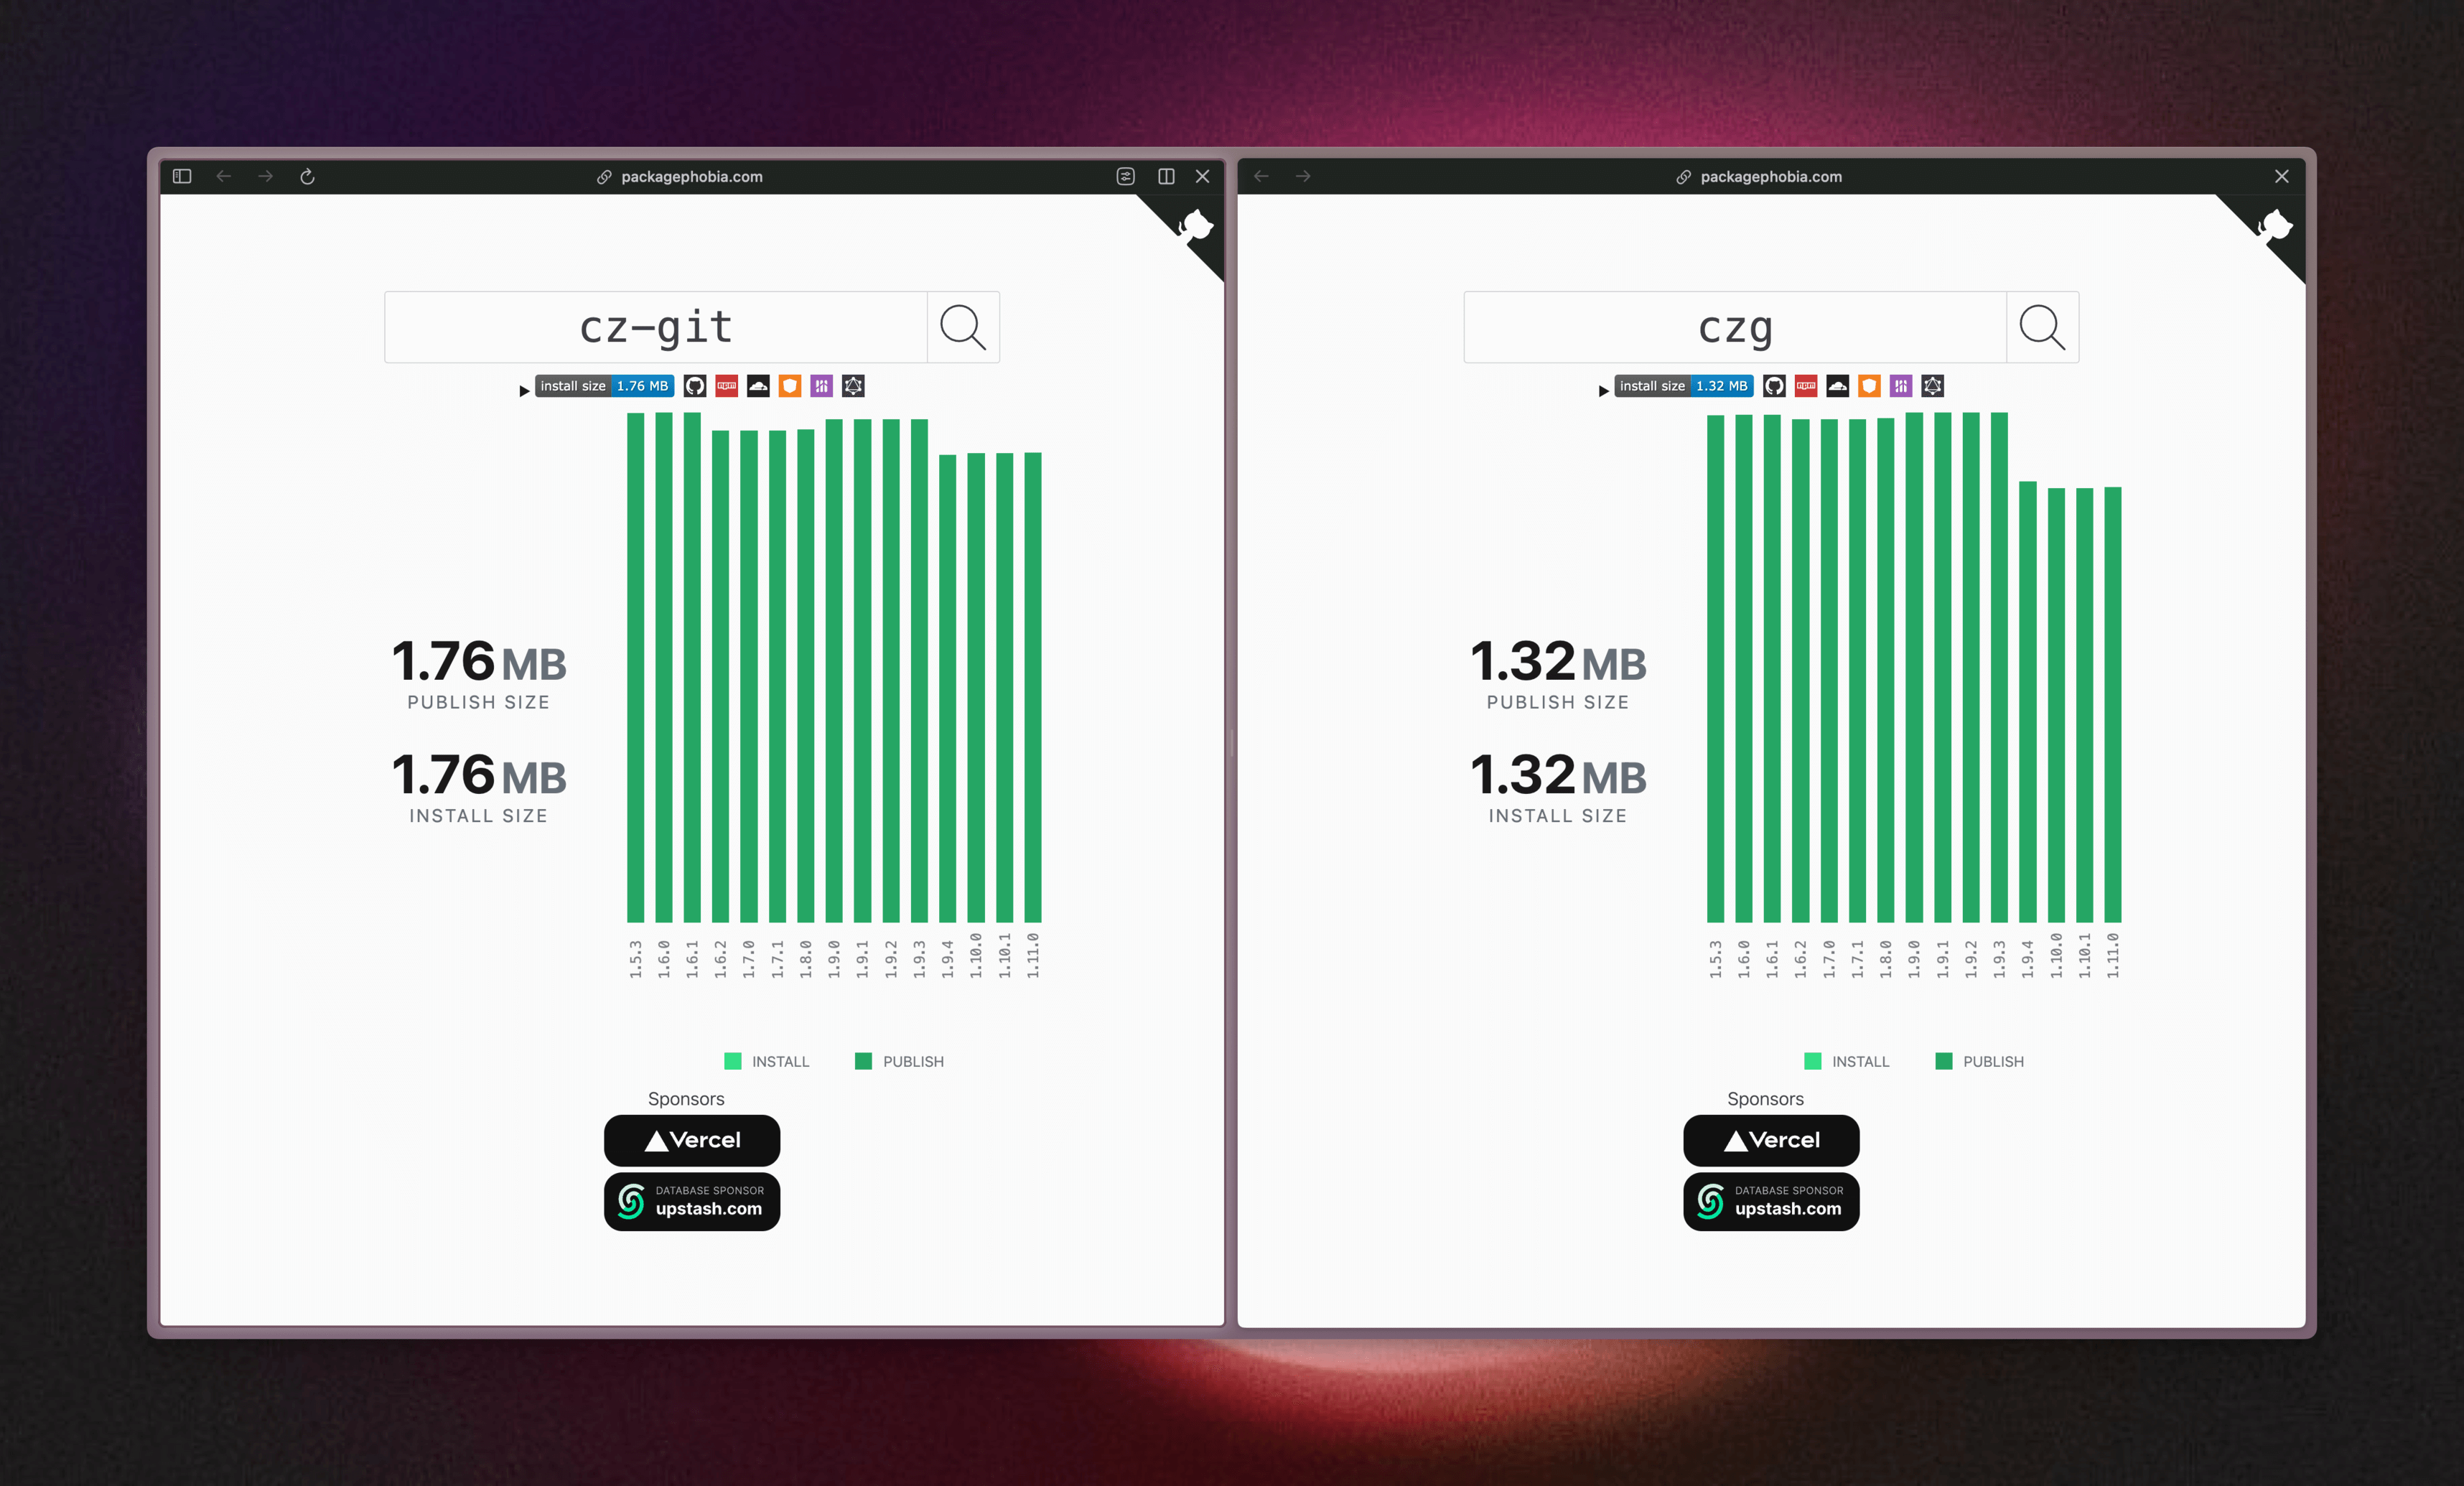 packagephobia.com
cz-git
install size 1.76 MB
npm
1.76 MB
PUBLISH SIZE
1.76 MB
INSTALL SIZE
1.5.3 1.6.0 1.6.1 1.6.2 1.7.0 1.7.1 1.8.0 1.9.0 1.9.1 1.9.2 1.9.3 1.9.4 1.10.0 1.10.1 1.11.0
INSTALL PUBLISH
Sponsors
Vercel
DATABASE SPONSOR
upstash.com
packagephobia.com
czg
install size 1.32 MB
npm
1.32 MB
PUBLISH SIZE
1.32 MB
INSTALL SIZE
1.5.3 1.6.0 1.6.1 1.6.2 1.7.0 1.7.1 1.8.0 1.9.0 1.9.1 1.9.2 1.9.3 1.9.4 1.10.0 1.10.1 1.11.0
INSTALL PUBLISH
Sponsors
Vercel
DATABASE SPONSOR
upstash.com